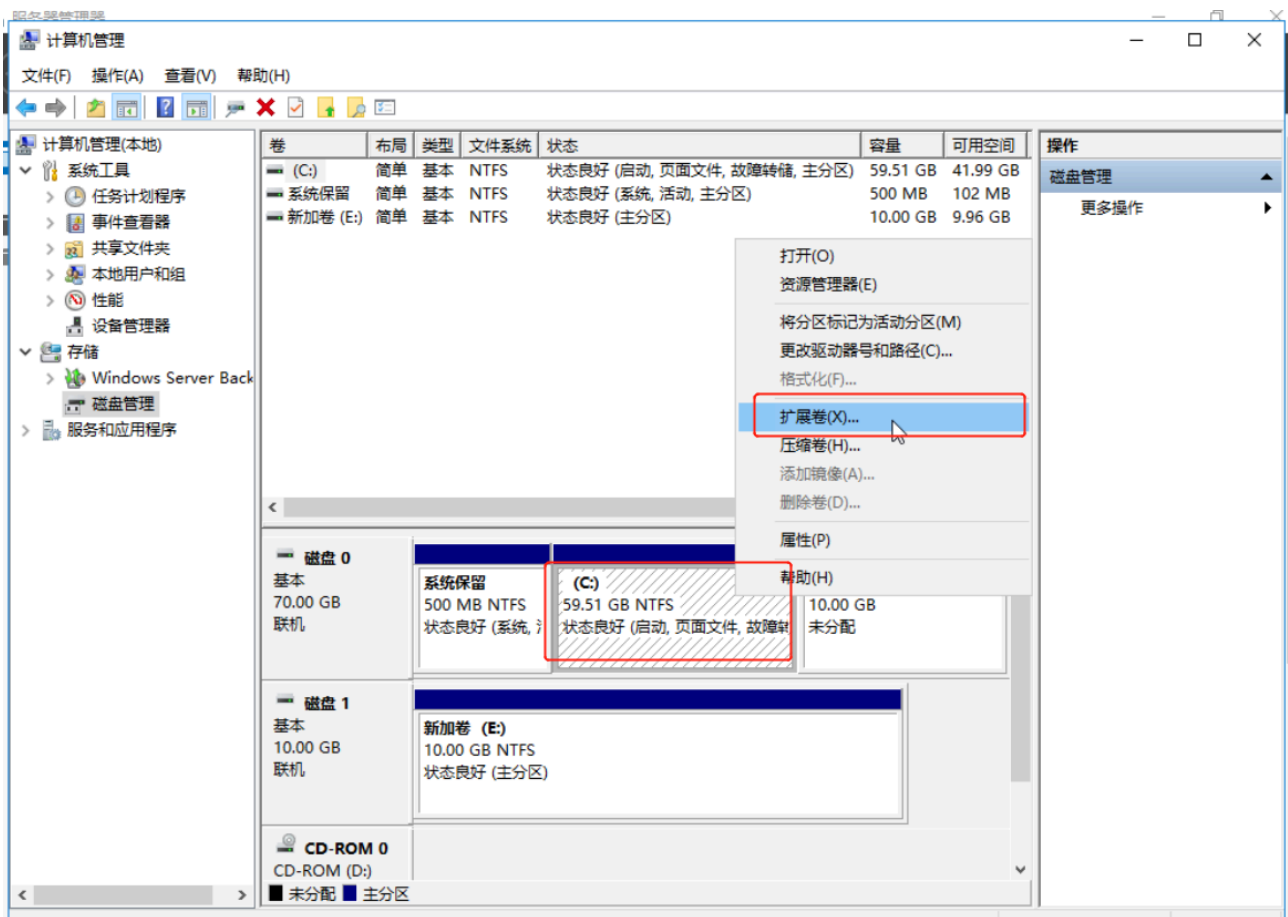 服务器管理器
计算机管理
文件(F) 操作(A) 查看(V) 帮助(H)
计算机管理(本地)
系统工具
任务计划程序
事件查看器
共享文件夹
本地用户和组
性能
设备管理器
存储
Windows Server Back
磁盘管理
服务和应用程序
卷 布局 类型 文件系统 状态 容量 可用空间
(C:) 简单 基本 NTFS 状态良好 (启动, 页面文件, 故障转储, 主分区) 59.51 GB 41.99 GB
系统保留 简单 基本 NTFS 状态良好 (系统, 活动, 主分区) 500 MB 102 MB
新加卷 (E:) 简单 基本 NTFS 状态良好 (主分区) 10.00 GB 9.96 GB
打开(O)
资源管理器(E)
将分区标记为活动分区(M)
更改驱动器号和路径(C)...
格式化(F)...
扩展卷(X)...
压缩卷(H)...
添加镜像(A)...
删除卷(D)...
属性(P)
帮助(H)
磁盘 0
基本
70.00 GB
联机
系统保留
500 MB NTFS
状态良好 (系统,
(C:)
59.51 GB NTFS
状态良好 (启动, 页面文件, 故障转
10.00 GB
未分配
磁盘 1
基本
10.00 GB
联机
新加卷 (E:)
10.00 GB NTFS
状态良好 (主分区)
CD-ROM 0
CD-ROM (D:)
未分配 主分区
操作
磁盘管理
更多操作